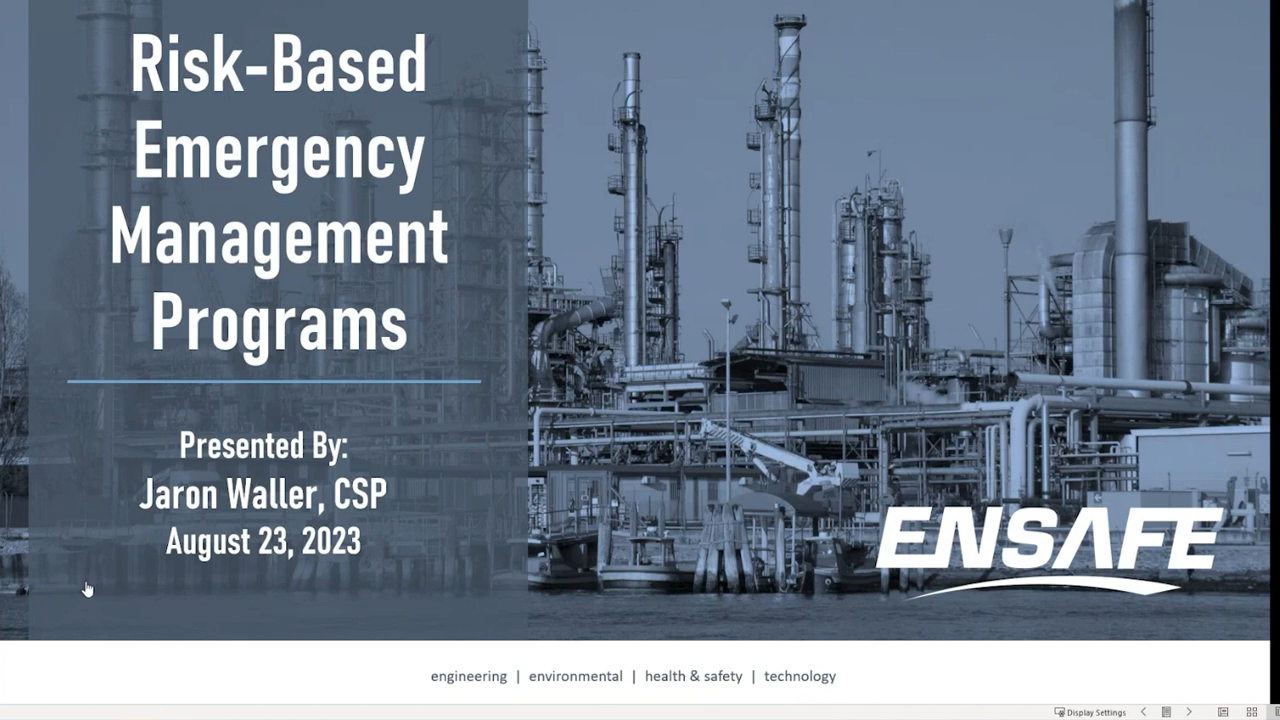 Risk-Based
Emergency
Management
Programs
Presented By:
Jaron Waller, CSP
August 23, 2023
ENSAFE
engineering | environmental | health & safety | technology
Display Settings